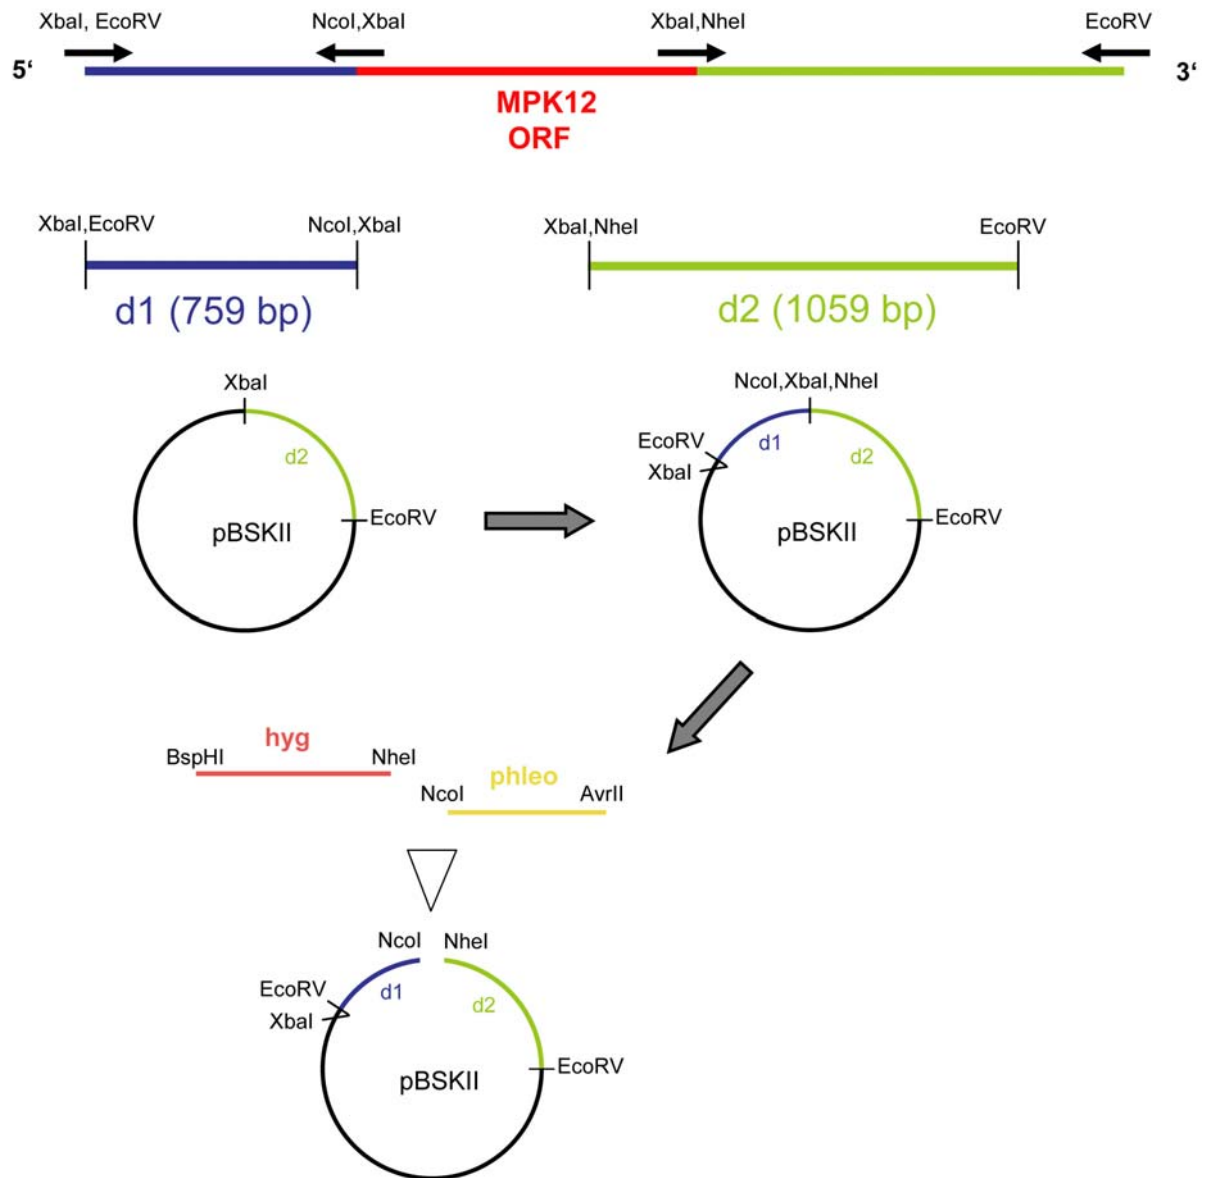 XbaI, EcoRV
NcoI,XbaI
XbaI,NheI
EcoRV
5‘
3‘
MPK12
ORF
XbaI,EcoRV
NcoI,XbaI
XbaI,NheI
EcoRV
d1 (759 bp)
d2 (1059 bp)
XbaI
d2
EcoRV
pBSKII
NcoI,XbaI,NheI
EcoRV
XbaI
d1
d2
EcoRV
pBSKII
hyg
BspHI
NheI
phleo
NcoI
AvrII
NcoI
NheI
EcoRV
XbaI
d1
d2
EcoRV
pBSKII